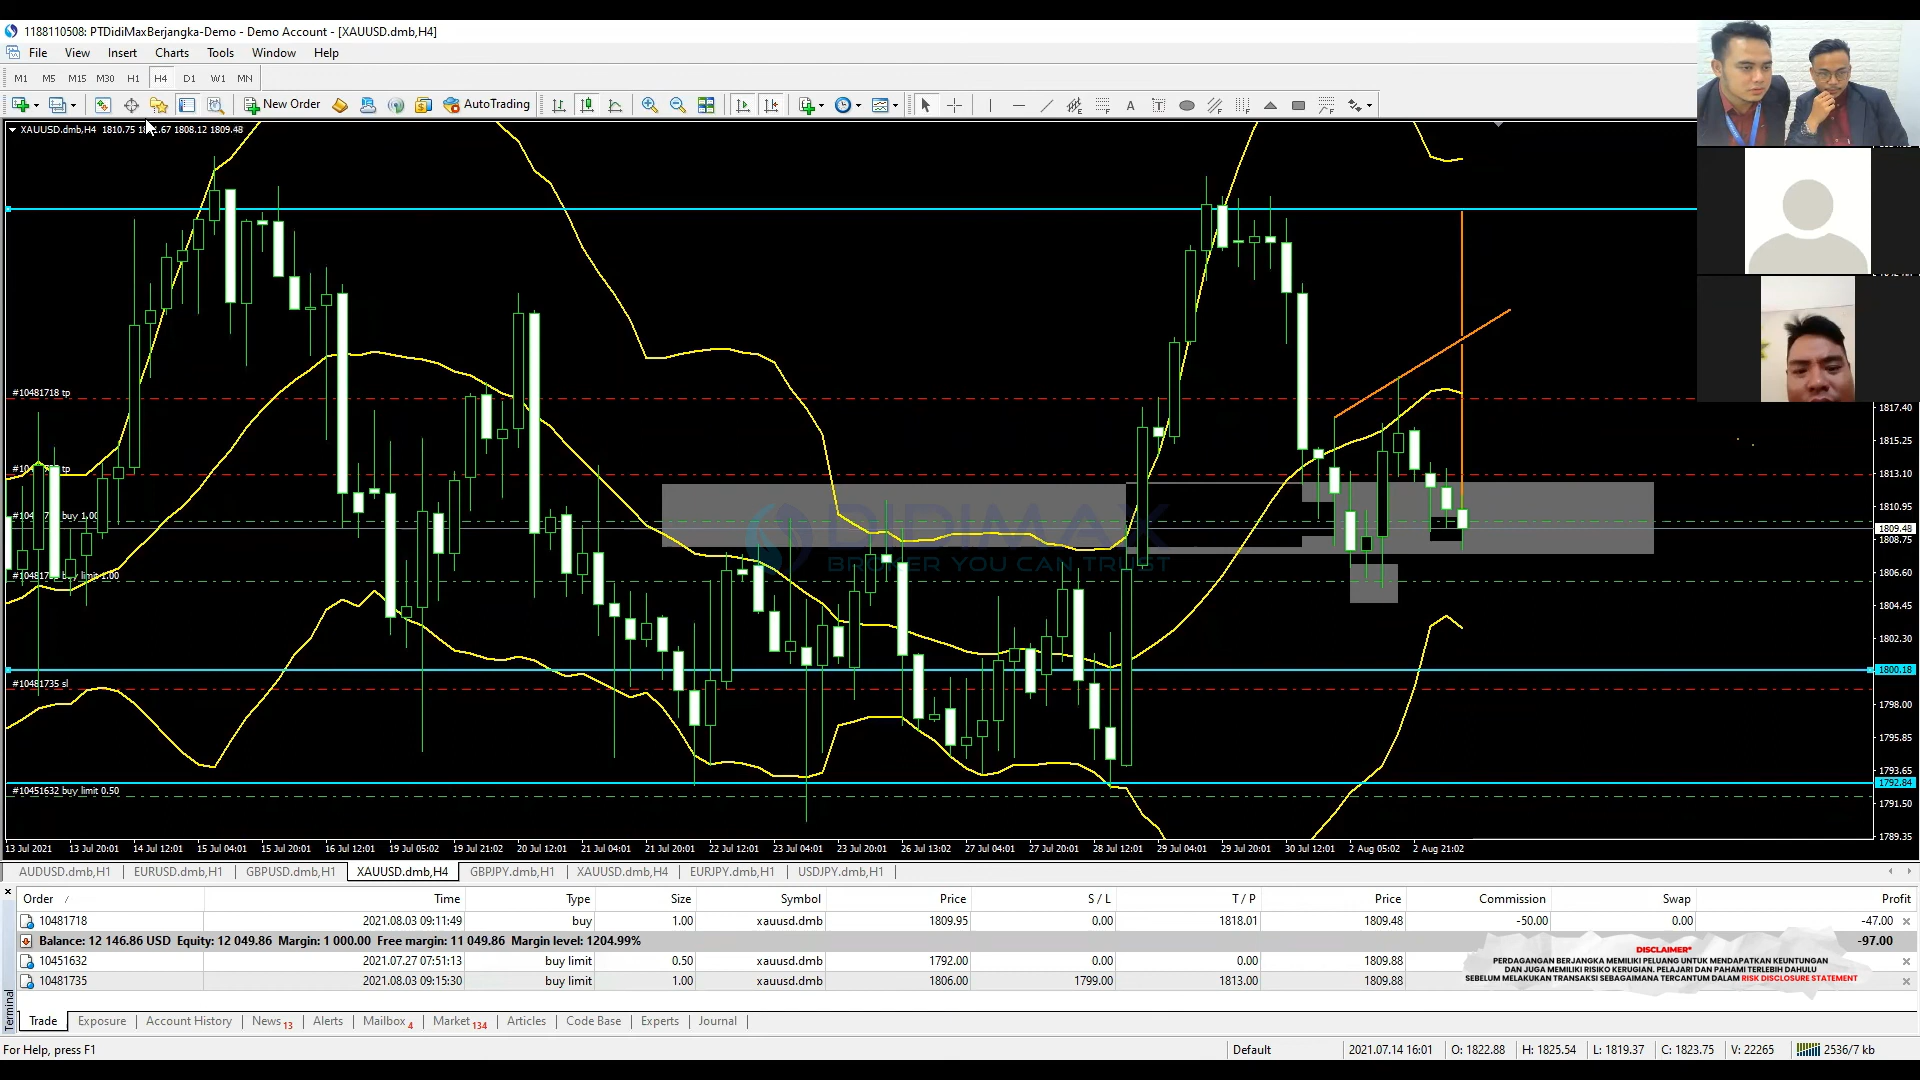 1188110508: PTDidiMaxBerjangka-Demo - Demo Account - [XAUUSD.dmb,H4]
File View Insert Charts Tools Window Help
M1 M5 M15 M30 H1 H4 D1 W1 MN
New Order AutoTrading
XAUUSD.dmb,H4 1810.75 1808.12 1809.48
#10481718 tp
1817.40
1815.25
tp
1813.10
1810.95
buy 1.00
1809.48
DIDIMAX
1808.75
BROKER YOU CAN TRUST
1806.60
1804.45
1802.30
1800.18
#10481735 sl
1798.00
1795.85
1793.65
1792.84
#10451632 buy limit 0.50
1791.50
1789.35
13 Jul 2021 13 Jul 20:01 14 Jul 12:01 15 Jul 04:01 15 Jul 20:01 16 Jul 12:01 19 Jul 05:02 19 Jul 21:02 20 Jul 12:01 21 Jul 04:01 21 Jul 20:01 22 Jul 12:01 23 Jul 04:01 23 Jul 20:01 26 Jul 13:02 27 Jul 04:01 27 Jul 20:01 28 Jul 12:01 29 Jul 04:01 29 Jul 20:01 30 Jul 12:01 2 Aug 05:02 2 Aug 21:02
AUDUSD.dmb,H1 EURUSD.dmb,H1 GBPUSD.dmb,H1 XAUUSD.dmb,H4 GBPJPY.dmb,H1 XAUUSD.dmb,H4 EURJPY.dmb,H1 USDJPY.dmb,H1
Order / Time Type Size Symbol Price S / L T / P Price Commission Swap Profit
10481718 2021.08.03 09:11:49 buy 1.00 xauusd.dmb 1809.95 0.00 1818.01 1809.48 -50.00 0.00 -47.00
Balance: 12 146.86 USD Equity: 12 049.86 Margin: 1 000.00 Free margin: 11 049.86 Margin level: 1204.99% -97.00
10451632 2021.07.27 07:51:13 buy limit 0.50 xauusd.dmb 1792.00 0.00 0.00 1809.88
10481735 2021.08.03 09:15:30 buy limit 1.00 xauusd.dmb 1806.00 1799.00 1813.00 1809.88
DISCLAIMER*
PERDAGANGAN BERJANGKA MEMILIKI PELUANG UNTUK MENDAPATKAN KEUNTUNGAN
DAN JUGA MEMILIKI RISIKO KERUGIAN. PELAJARI DAN PAHAMI TERLEBIH DAHULU
SEBELUM MELAKUKAN TRANSAKSI SEBAGAIMANA TERCANTUM DALAM RISK DISCLOSURE STATEMENT
Terminal
Trade Exposure Account History News 13 Alerts Mailbox 4 Market 134 Articles Code Base Experts Journal
For Help, press F1 Default 2021.07.14 16:01 O: 1822.88 H: 1825.54 L: 1819.37 C: 1823.75 V: 22265 2536/7 kb